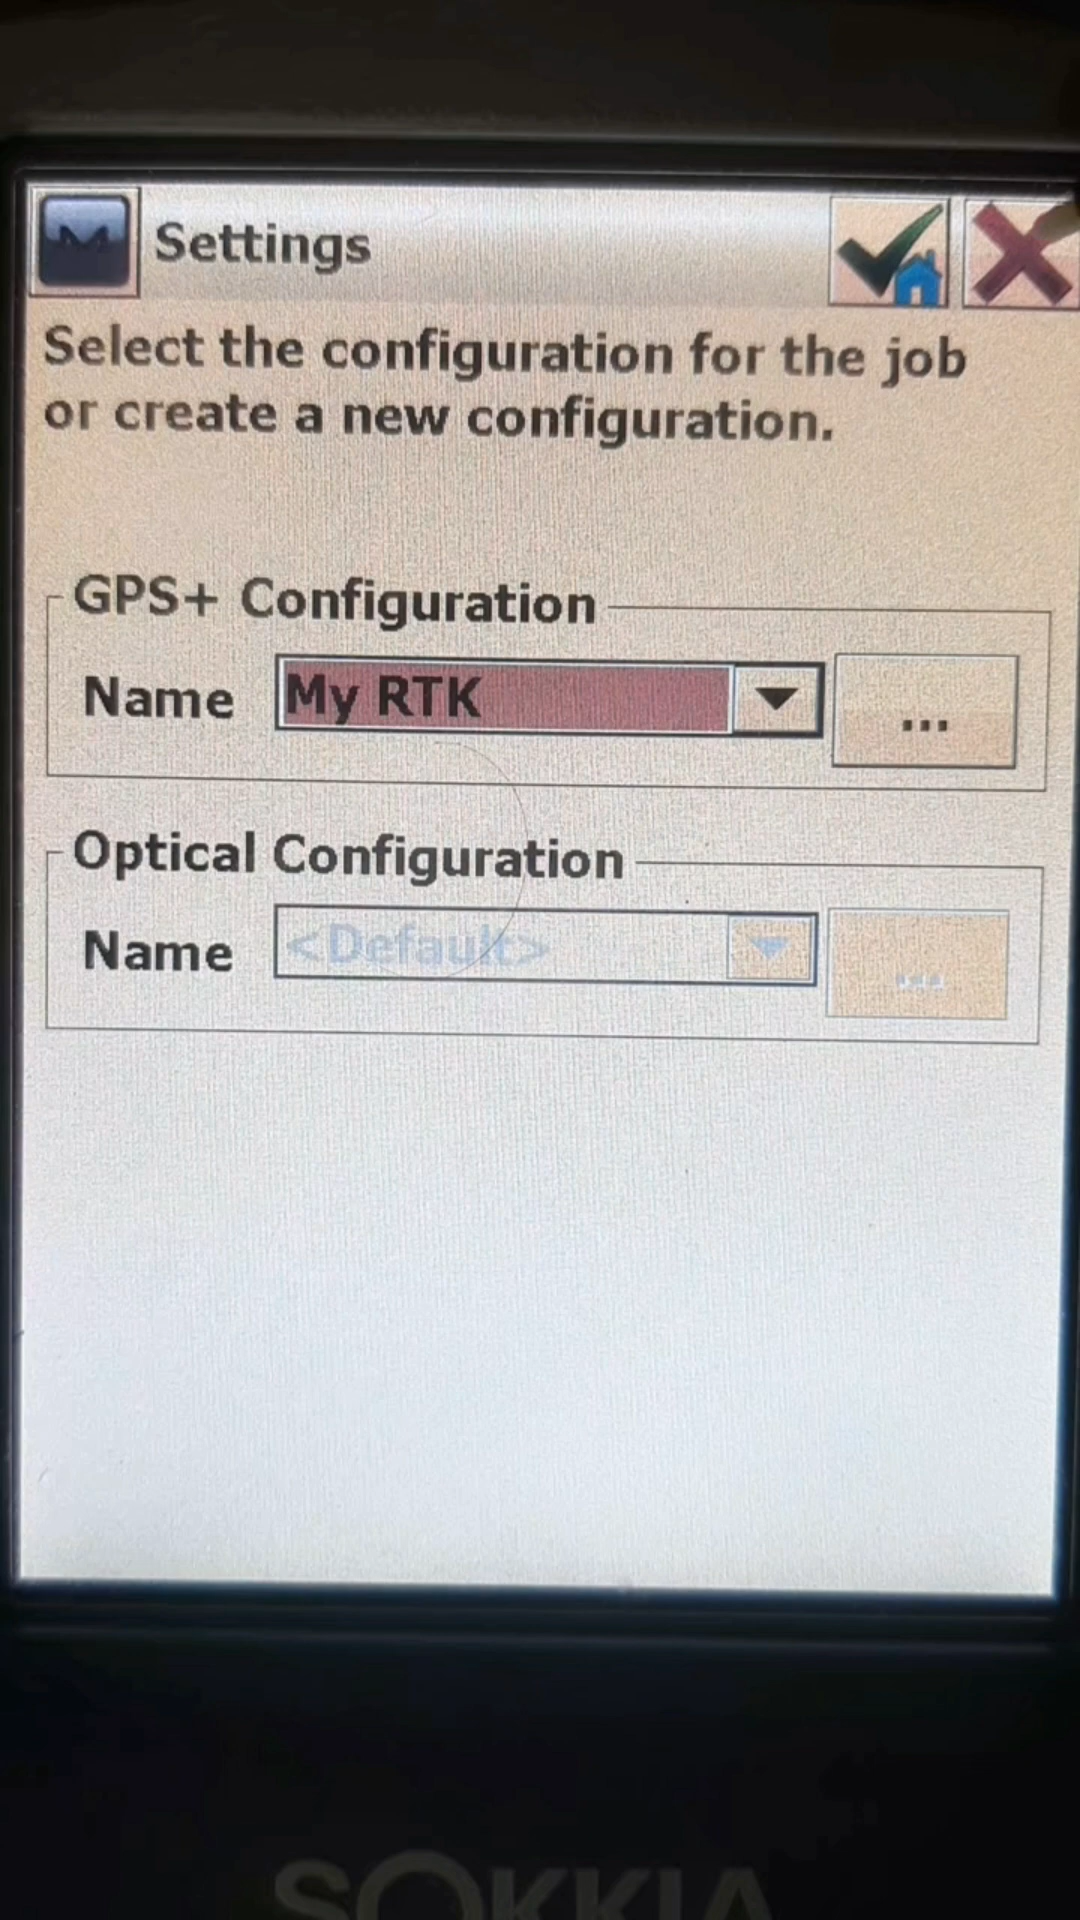 Settings
Select the configuration for the job
or create a new configuration.
GPS+ Configuration
Name My RTK ...
Optical Configuration
Name <Default> ...
SOKKIA